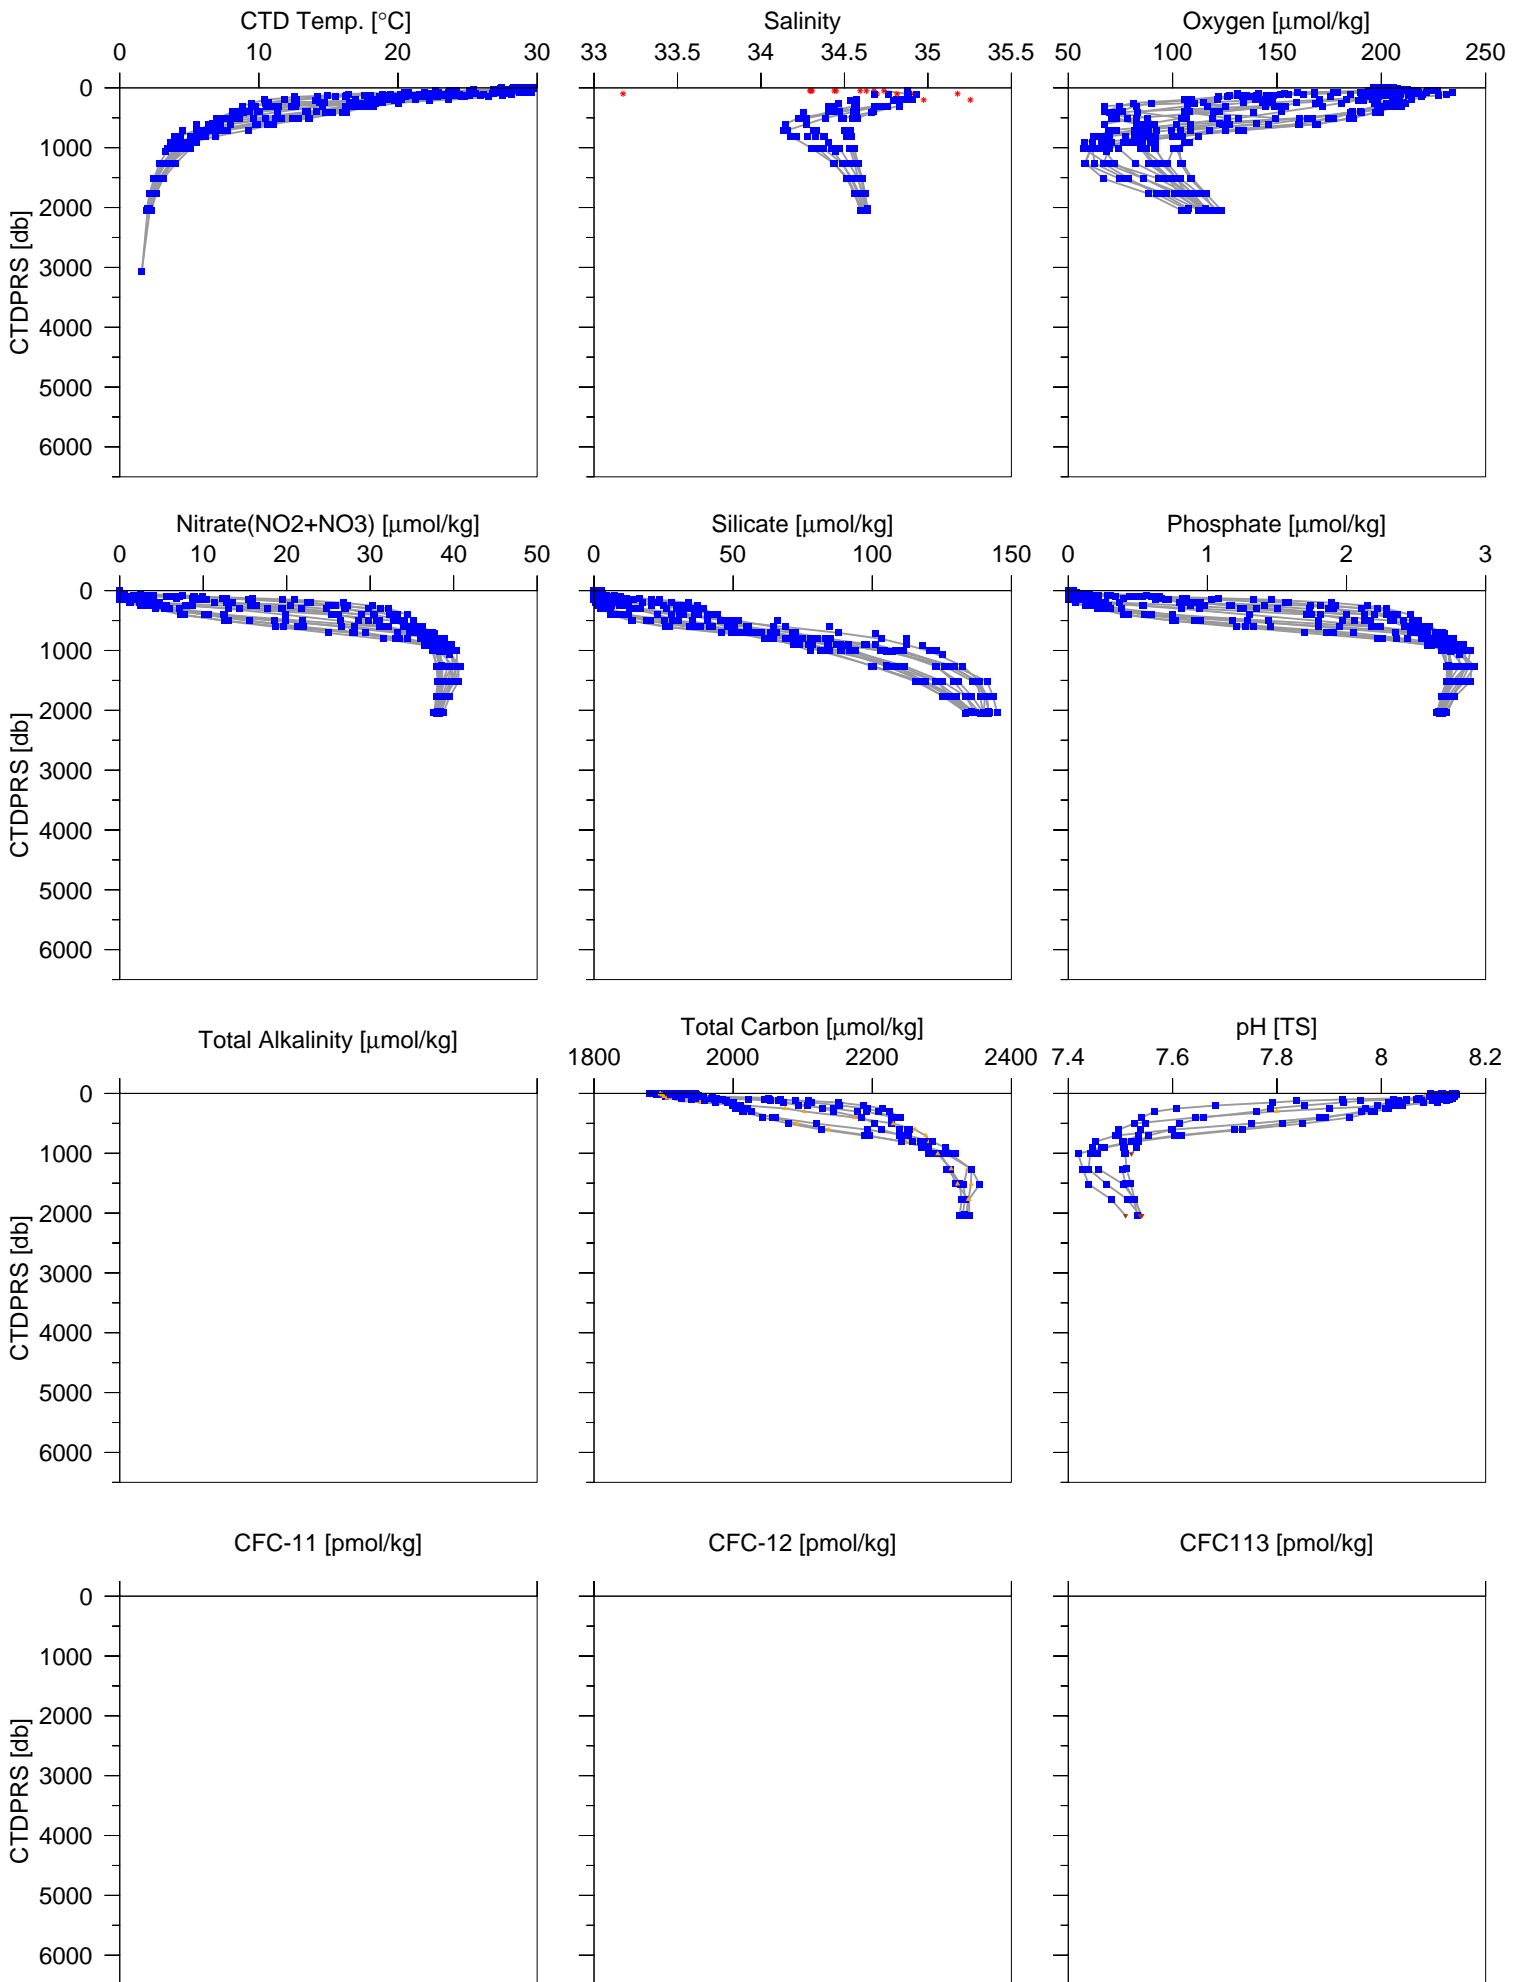 CTD Temp. [°C] Salinity Oxygen [μmol/kg]
0 10 20 30 33 33.5 34 34.5 35 35.5 50 100 150 200 250
0
1000
2000
3000
4000
5000
6000
CTDPRS [db]
Nitrate(NO2+NO3) [μmol/kg] Silicate [μmol/kg] Phosphate [μmol/kg]
0 10 20 30 40 50 0 50 100 150 0 1 2 3
0
1000
2000
3000
4000
5000
6000
CTDPRS [db]
Total Alkalinity [μmol/kg] Total Carbon [μmol/kg] pH [TS]
1800 2000 2200 2400 7.4 7.6 7.8 8 8.2
0
1000
2000
3000
4000
5000
6000
CTDPRS [db]
CFC-11 [pmol/kg] CFC-12 [pmol/kg] CFC113 [pmol/kg]
0
1000
2000
3000
4000
5000
6000
CTDPRS [db]